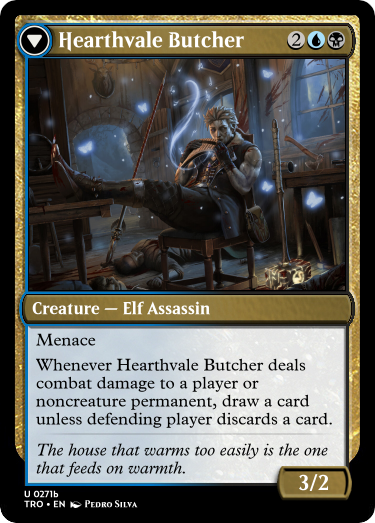 Hearthvale Butcher 2
Creature — Elf Assassin
Menace
Whenever Hearthvale Butcher deals
combat damage to a player or
noncreature permanent, draw a card
unless defending player discards a card.
The house that warms too easily is the one
that feeds on warmth.
3/2
U 0271b
TRO • EN Pedro Silva